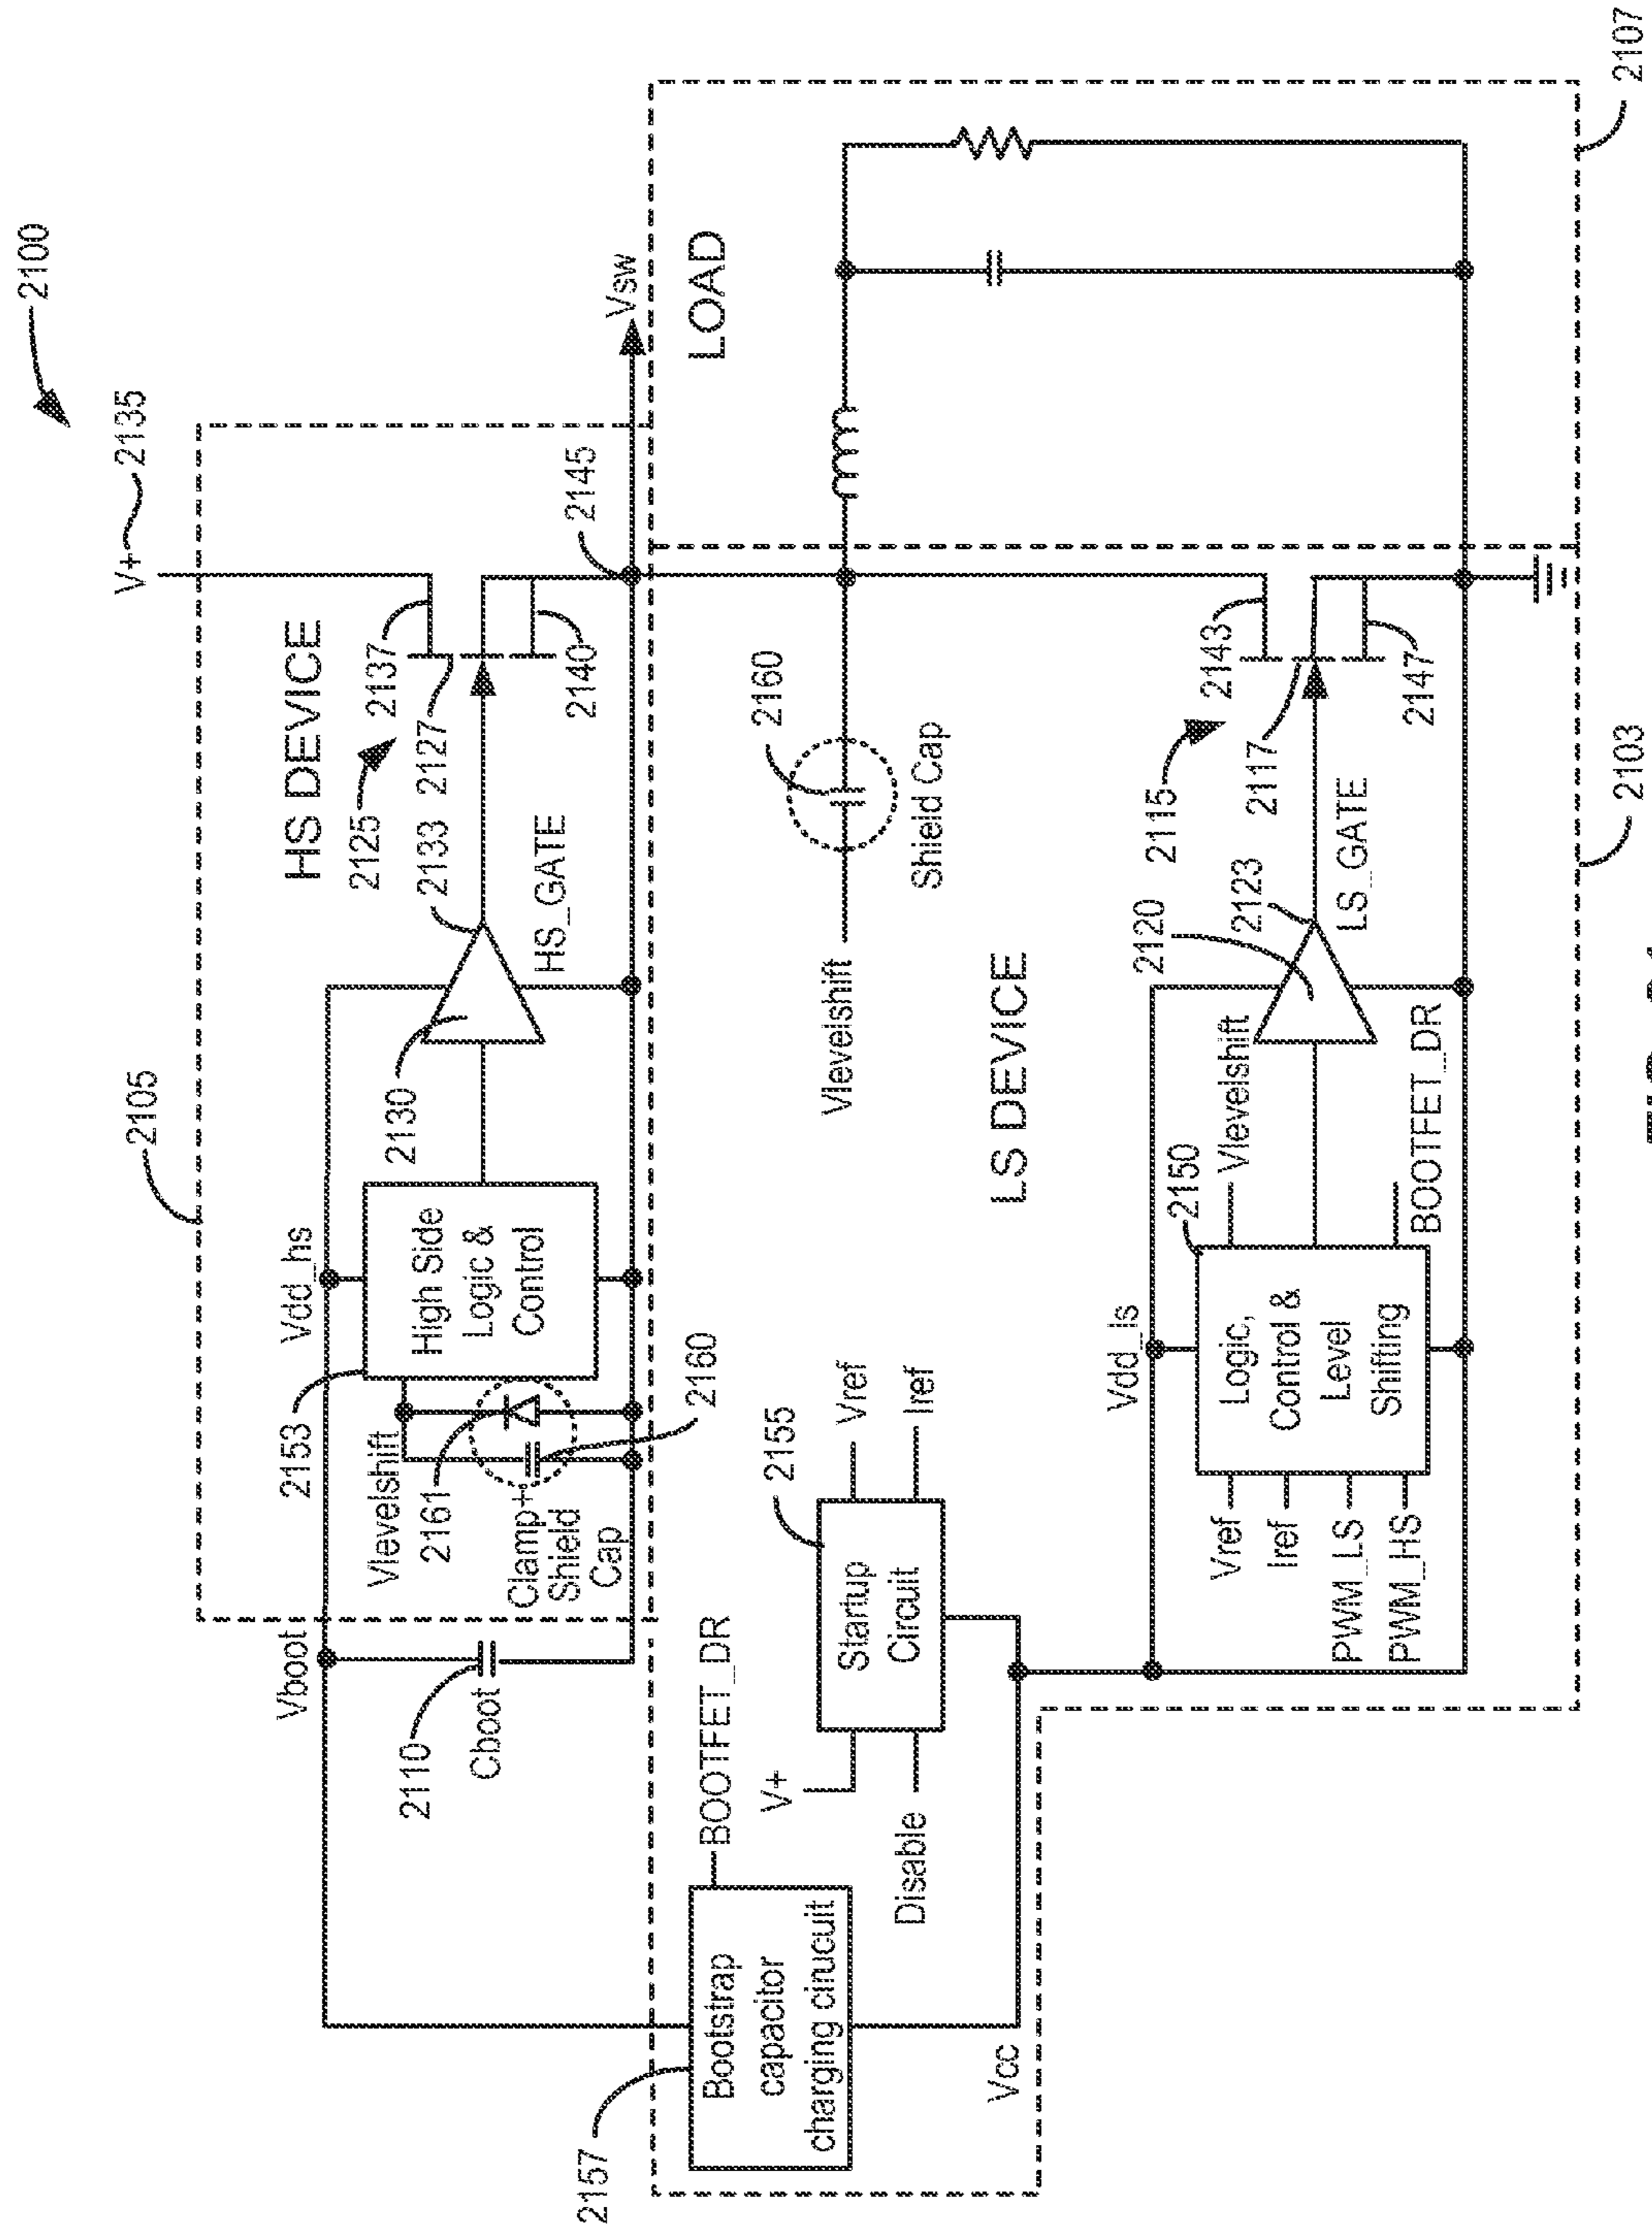 2100
V+
2135
2105
HS DEVICE
2125
2137
2127
2133
2130
2140
2145
HS_GATE
Vsw
Vdd_hs
2153
High Side
Logic &
Control
Vlevelshift
2161
2160
Clamp+
Shield
Cap
Vboot
2110
Cboot
2157
Bootstrap
capacitor
charging cirucuit
BOOTFET_DR
Vcc
V+
Disable
2155
Startup
Circuit
Vref
Iref
Vlevelshift
2160
Shield Cap
LOAD
LS DEVICE
2115
2143
2117
2147
2120
2123
LS_GATE
Vdd_ls
2150
Logic,
Control &
Level
Shifting
Vlevelshift
BOOTFET_DR
Vref
Iref
PWM_LS
PWM_HS
2103
2107